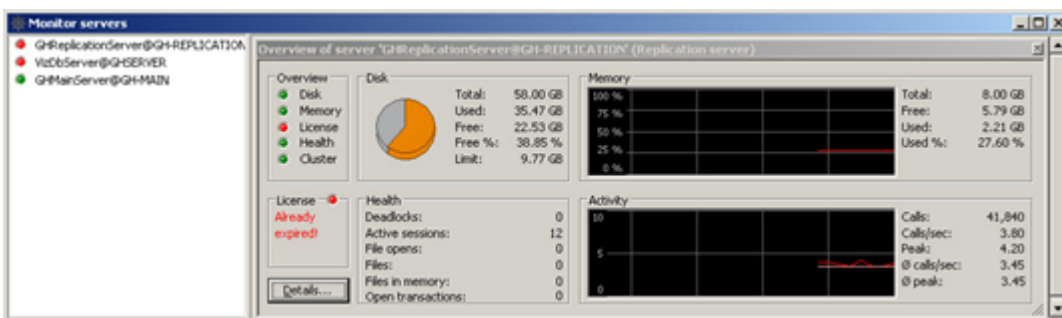 Monitor servers
GHReplicationServer@GH-REPLICATION
VizDbServer@GHSERVER
GHMainServer@GH-MAIN
Overview of server 'GHReplicationServer@GH-REPLICATION' (Replication server)
Overview
Disk
Memory
License
Health
Cluster
Disk
Total: 58.00 GB
Used: 35.47 GB
Free: 22.53 GB
Free %: 38.85 %
Limit: 9.77 GB
Memory
100 %
75 %
50 %
25 %
0 %
Total: 8.00 GB
Free: 5.79 GB
Used: 2.21 GB
Used %: 27.60 %
License
Already
expired!
Details...
Health
Deadlocks: 0
Active sessions: 12
File opens: 0
Files: 0
Files in memory: 0
Open transactions: 0
Activity
10
5
0
Calls: 41,840
Calls/sec: 3.80
Peak: 4.20
Ø calls/sec: 3.45
Ø peak: 3.45